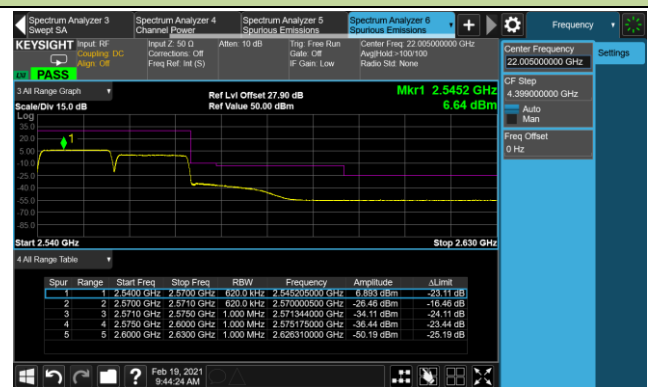 Spectrum Analyzer 3
Swept SA
Spectrum Analyzer 4
Channel Power
Spectrum Analyzer 5
Spurious Emissions
Spectrum Analyzer 6
Spurious Emissions
Frequency
KEYSIGHT
Input: RF
Coupling: DC
Align: Off
Input Z: 50 Ω
Corrections: Off
Freq Ref: Int (S)
Atten: 10 dB
Trig: Free Run
Gate: Off
IF Gain: Low
Center Freq: 22.005000000 GHz
Avg|Hold:>100/100
Radio Std: None
PASS
Center Frequency
22.005000000 GHz
Settings
CF Step
4.399000000 GHz
Auto
Man
Freq Offset
0 Hz
3 All Range Graph
Scale/Div 15.0 dB
Ref Lvl Offset 27.90 dB
Ref Value 50.00 dBm
Mkr1 2.5452 GHz
6.64 dBm
Log
35.0
20.0
5.00
-10.0
-25.0
-40.0
-55.0
-70.0
-85.0
1
Start 2.540 GHz
Stop 2.630 GHz
4 All Range Table
Spur Range Start Freq Stop Freq RBW Frequency Amplitude ΔLimit
1 1 2.5400 GHz 2.5700 GHz 620.0 kHz 2.545205000 GHz 6.893 dBm -23.11 dB
2 2 2.5700 GHz 2.5710 GHz 620.0 kHz 2.570000500 GHz -26.46 dBm -16.46 dB
3 3 2.5710 GHz 2.5750 GHz 1.000 MHz 2.571344000 GHz -34.11 dBm -24.11 dB
4 4 2.5750 GHz 2.6000 GHz 1.000 MHz 2.575175000 GHz -36.44 dBm -23.44 dB
5 5 2.6000 GHz 2.6300 GHz 1.000 MHz 2.626310000 GHz -50.19 dBm -25.19 dB
Feb 19, 2021
9:44:24 AM